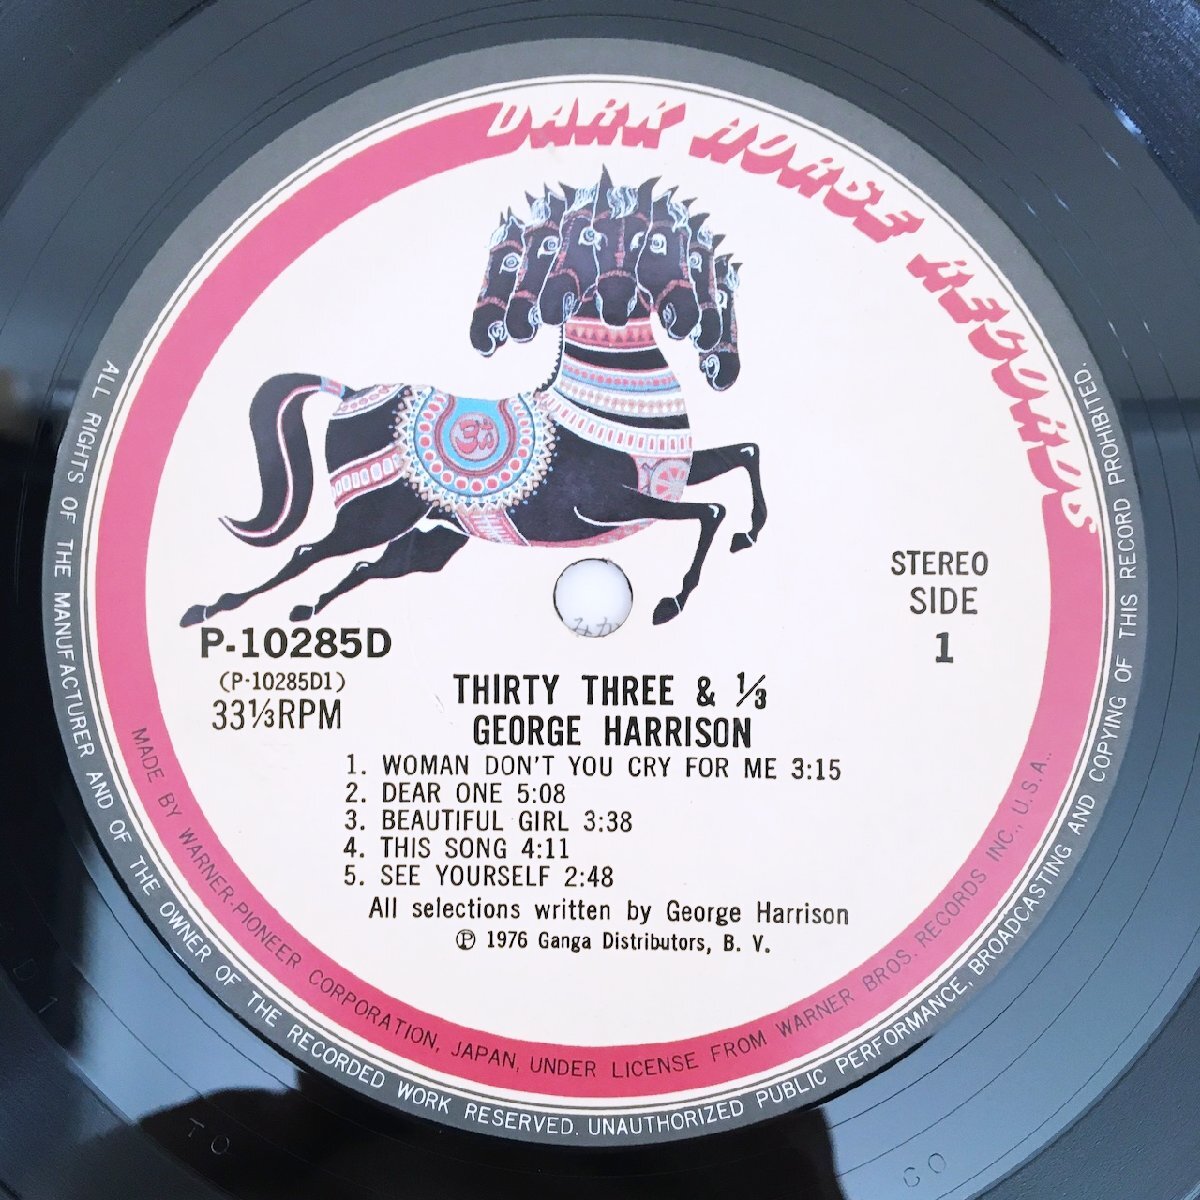 DARK HORSE RECORDS
ॐ
STEREO
SIDE
1
P-10285D
(P-10285D1)
33⅓RPM
みか
THIRTY THREE & ⅓
GEORGE HARRISON
1. WOMAN DON'T YOU CRY FOR ME 3:15
2. DEAR ONE 5:08
3. BEAUTIFUL GIRL 3:38
4. THIS SONG 4:11
5. SEE YOURSELF 2:48
All selections written by George Harrison
Ⓟ 1976 Ganga Distributors, B. V.
MADE BY WARNER-PIONEER CORPORATION, JAPAN, UNDER LICENSE FROM WARNER BROS. RECORDS INC., U.S.A..
ALL RIGHTS OF THE MANUFACTURER AND OF THE OWNER OF THE RECORDED WORK RESERVED. UNAUTHORIZED PUBLIC PERFORMANCE, BROADCASTING AND COPYING OF THIS RECORD PROHIBITED.
TO
CO